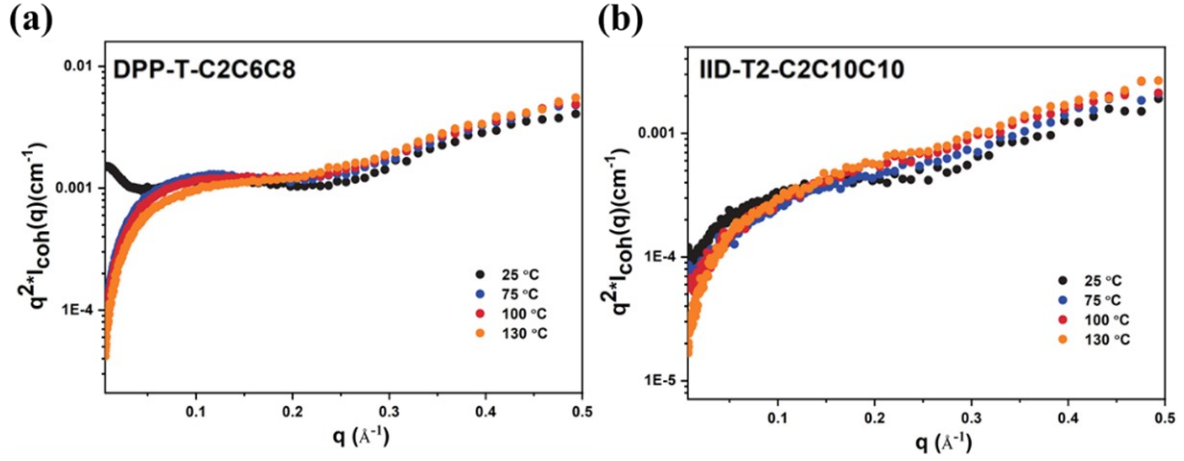 (a)
DPP-T-C2C6C8
q²*I_Coh(q)(cm⁻¹)
0.01
0.001
1E-4
25 °C
75 °C
100 °C
130 °C
0.1 0.2 0.3 0.4 0.5
q (Å⁻¹)
(b)
IID-T2-C2C10C10
q²*I_Coh(q)(cm⁻¹)
0.001
1E-4
1E-5
25 °C
75 °C
100 °C
130 °C
0.1 0.2 0.3 0.4 0.5
q (Å⁻¹)